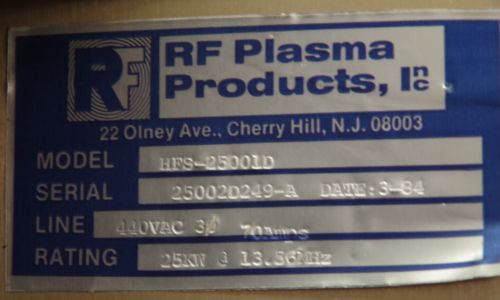 RF
RF Plasma
Products, Inc
22 Olney Ave., Cherry Hill, N.J. 08003
MODEL HFS-25001D
SERIAL 25002D249-A DATE:3-84
LINE 440VAC 3Ø 70Amps
RATING 25KW @ 13.56MHz